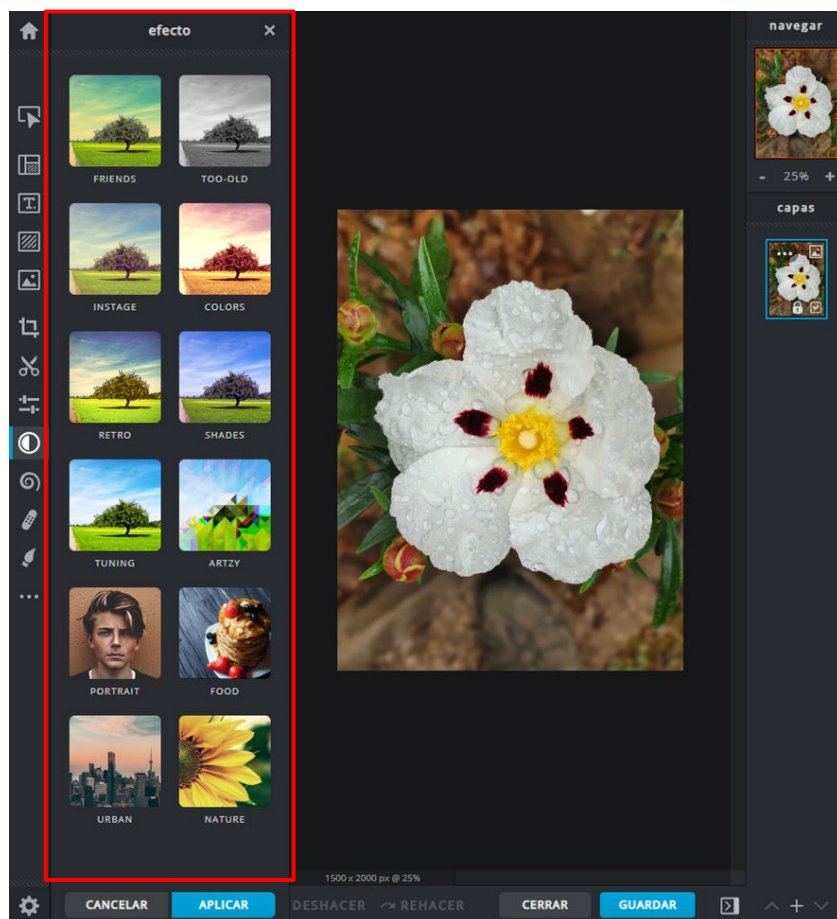 efecto
navegar
FRIENDS TOO-OLD
- 25% +
capas
INSTAGE COLORS
RETRO SHADES
TUNING ARTZY
PORTRAIT FOOD
URBAN NATURE
1500 x 2000 px @ 25%
CANCELAR APLICAR DESHACER REHACER CERRAR GUARDAR